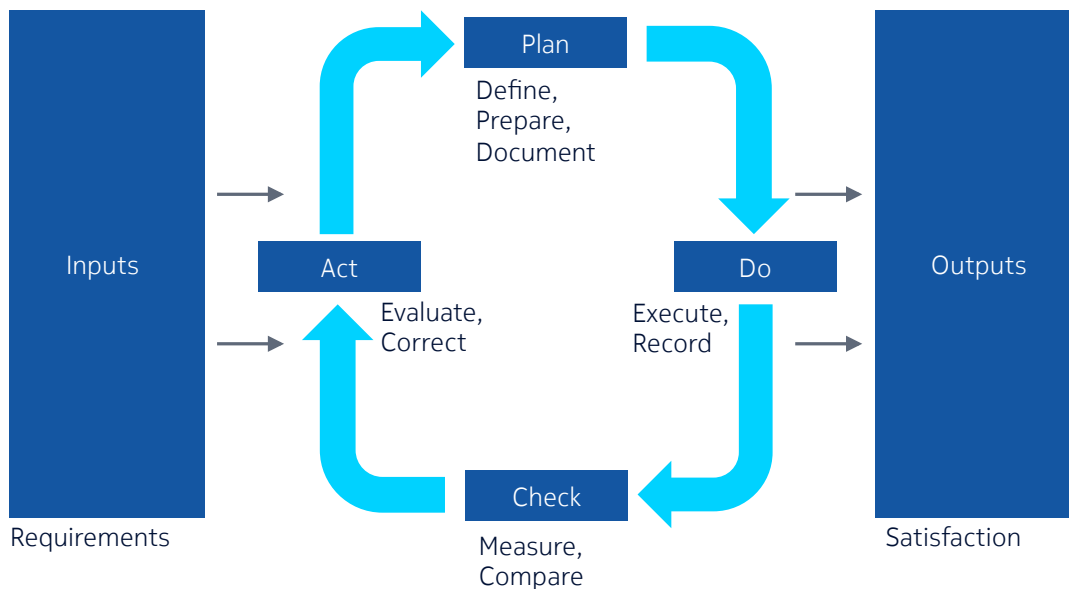 Plan
Define,
Prepare,
Document
Inputs
Act
Do
Outputs
Evaluate,
Correct
Execute,
Record
Check
Requirements
Satisfaction
Measure,
Compare